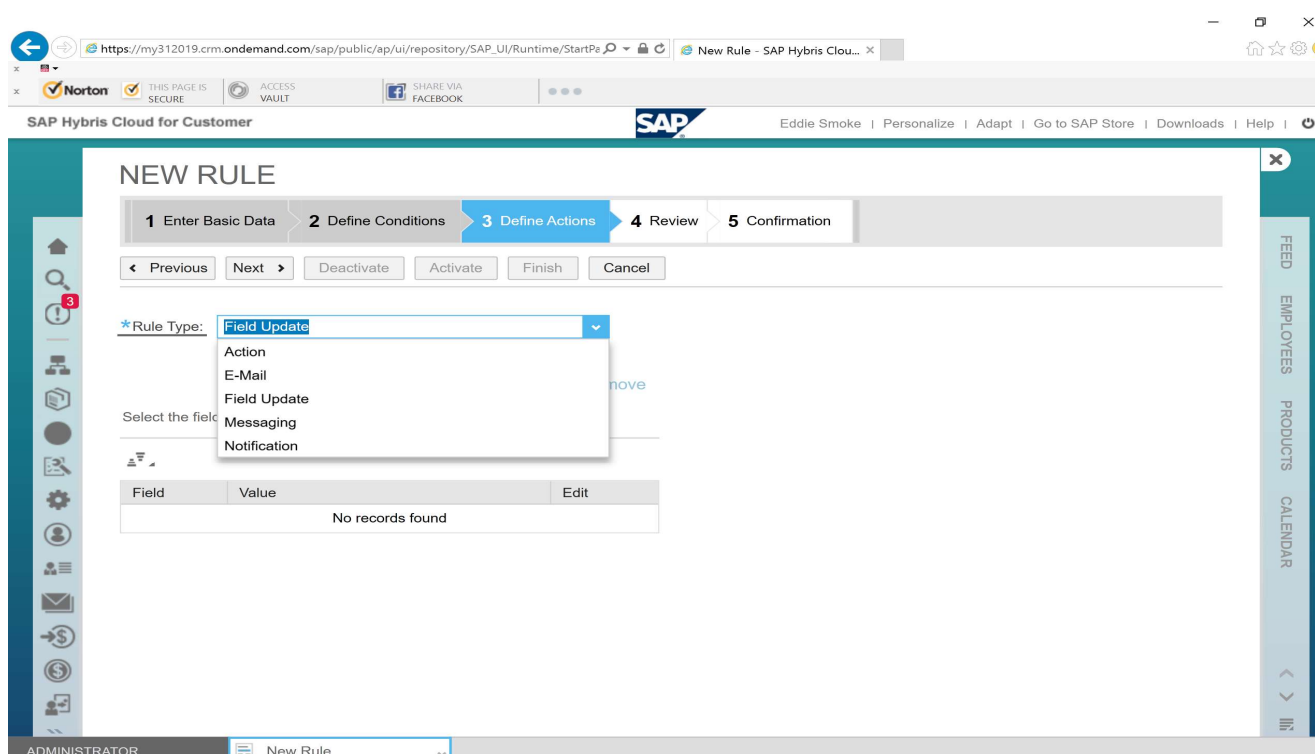 https://my312019.crm.ondemand.com/sap/public/ap/ui/repository/SAP_UI/Runtime/StartPa
New Rule - SAP Hybris Clou...
Norton THIS PAGE IS SECURE ACCESS VAULT SHARE VIA FACEBOOK
SAP Hybris Cloud for Customer SAP Eddie Smoke | Personalize | Adapt | Go to SAP Store | Downloads | Help |
NEW RULE
1 Enter Basic Data 2 Define Conditions 3 Define Actions 4 Review 5 Confirmation
Previous Next Deactivate Activate Finish Cancel
3
*Rule Type: Field Update
Action
E-Mail
Field Update
Messaging
Notification
move
Select the field
Field Value Edit
No records found
FEED
EMPLOYEES
PRODUCTS
CALENDAR
ADMINISTRATOR New Rule